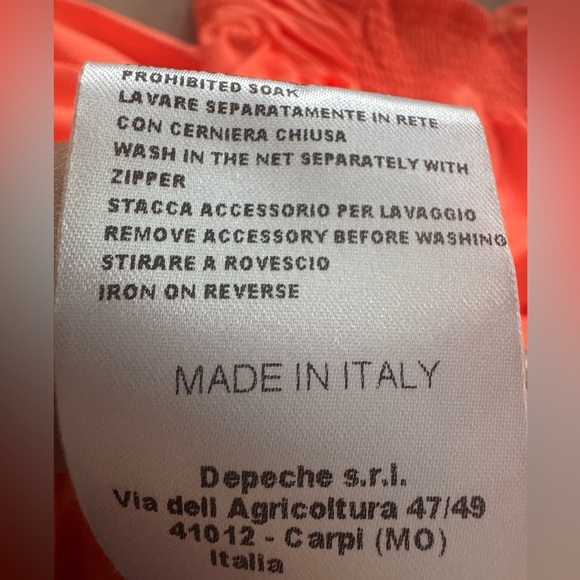 PROHIBITED SOAK
LAVARE SEPARATAMENTE IN RETE
CON CERNIERA CHIUSA
WASH IN THE NET SEPARATELY WITH
ZIPPER
STACCA ACCESSORIO PER LAVAGGIO
REMOVE ACCESSORY BEFORE WASHING
STIRARE A ROVESCIO
IRON ON REVERSE
MADE IN ITALY
Depeche s.r.l.
Via dell Agricoltura 47/49
41012 - Carpi (MO)
Italia